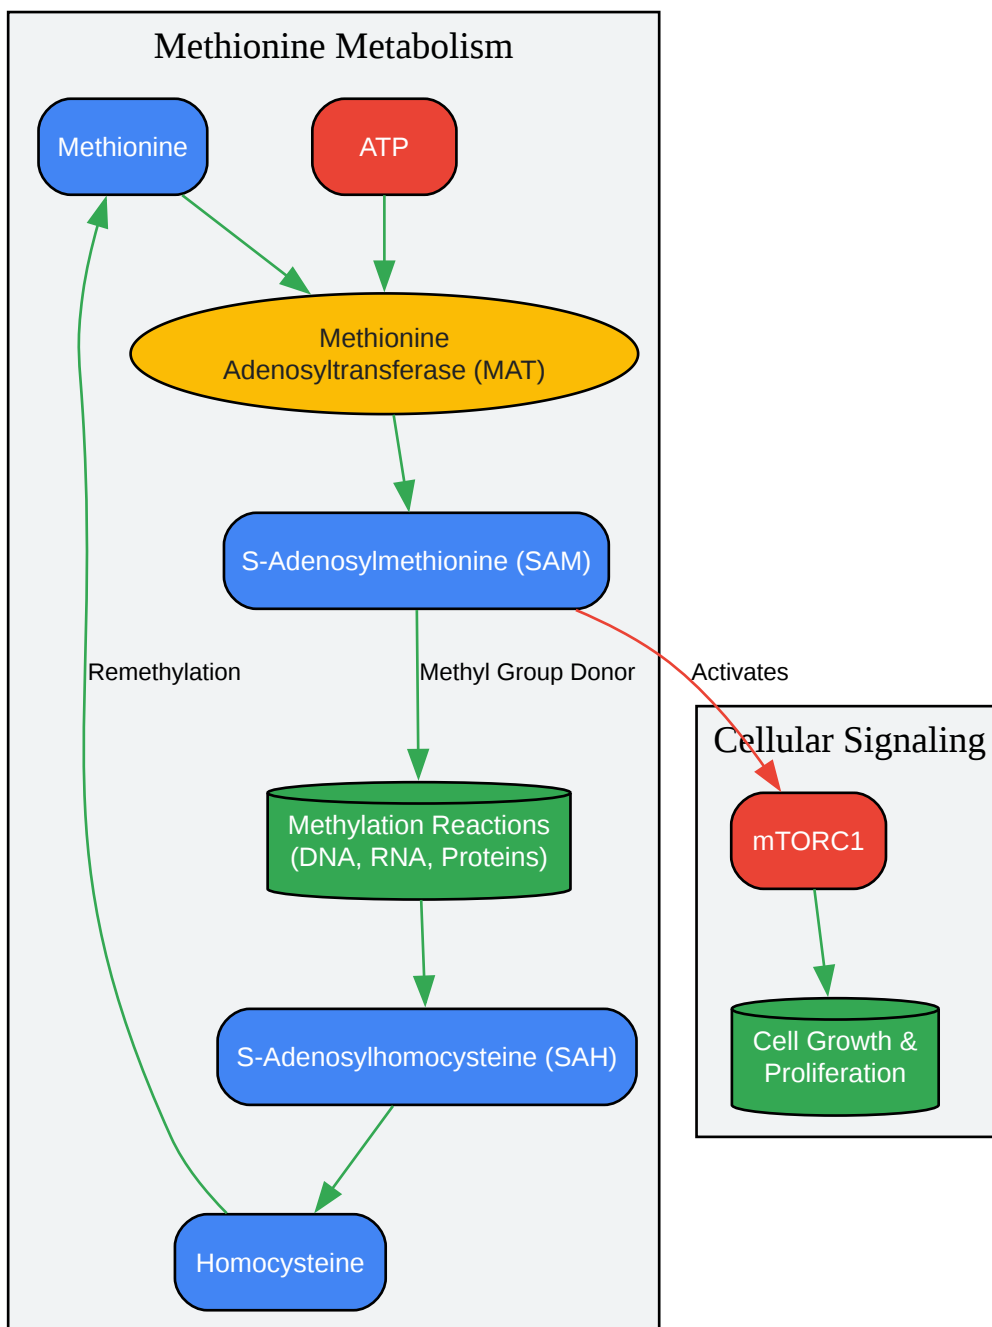 Methionine Metabolism
Methionine
ATP
Methionine
Adenosyltransferase (MAT)
S-Adenosylmethionine (SAM)
Remethylation
Methyl Group Donor
Activates
Cellular Signaling
Methylation Reactions
(DNA, RNA, Proteins)
mTORC1
S-Adenosylhomocysteine (SAH)
Cell Growth &
Proliferation
Homocysteine